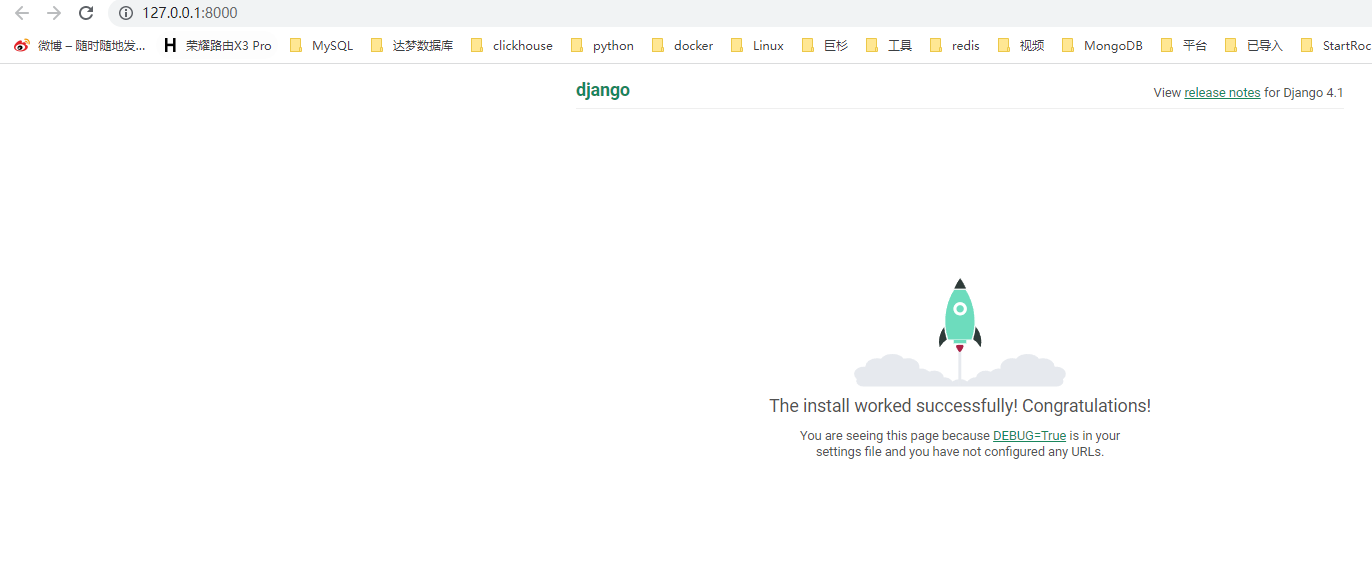 127.0.0.1:8000
微博 – 随时随地发... 荣耀路由X3 Pro MySQL 达梦数据库 clickhouse python docker Linux 巨杉 工具 redis 视频 MongoDB 平台 已导入 StartRoc
django View release notes for Django 4.1
The install worked successfully! Congratulations!
You are seeing this page because DEBUG=True is in your
settings file and you have not configured any URLs.